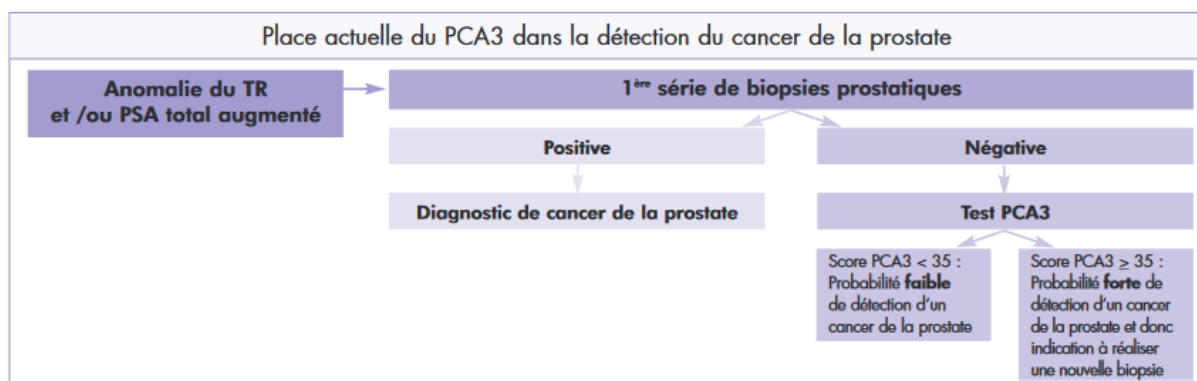 Place actuelle du PCA3 dans la détection du cancer de la prostate
Anomalie du TR
et /ou PSA total augmenté
1ère série de biopsies prostatiques
Positive
Négative
Diagnostic de cancer de la prostate
Test PCA3
Score PCA3 < 35 :
Probabilité faible
de détection d'un
cancer de la prostate
Score PCA3 ≥ 35 :
Probabilité forte de
détection d'un cancer
de la prostate et donc
indication à réaliser
une nouvelle biopsie